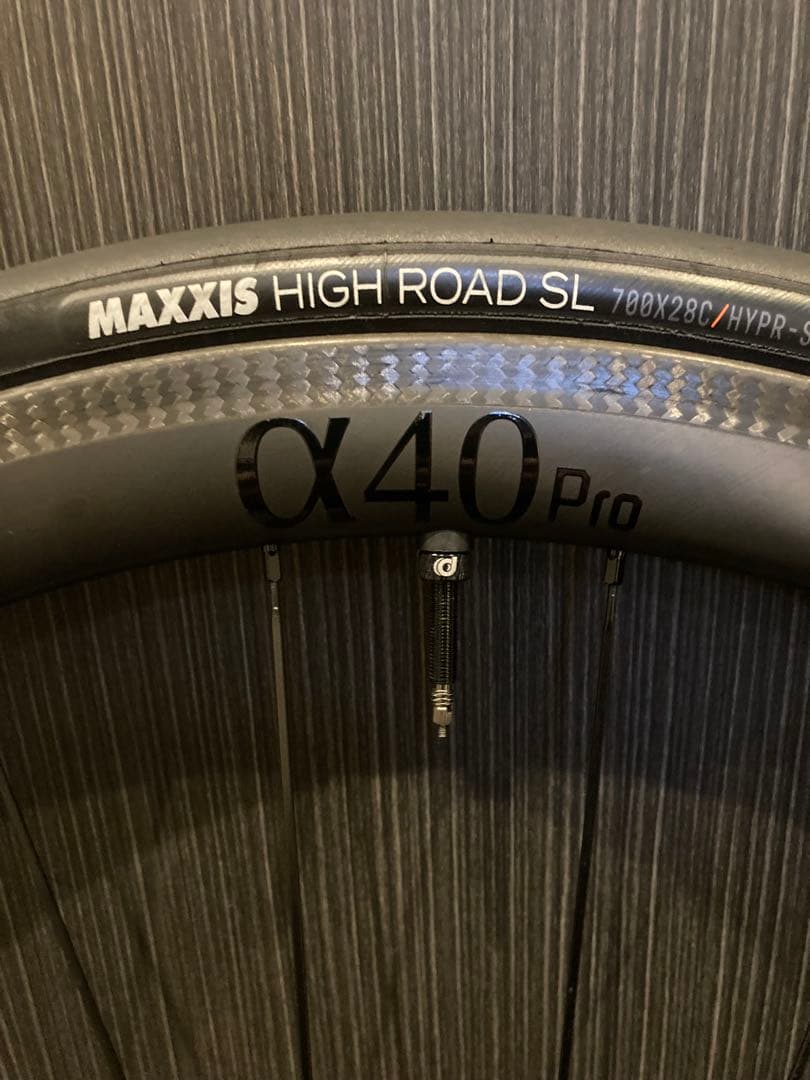 MAXXIS HIGH ROAD SL 700X28C/HYPR-S
α40 Pro